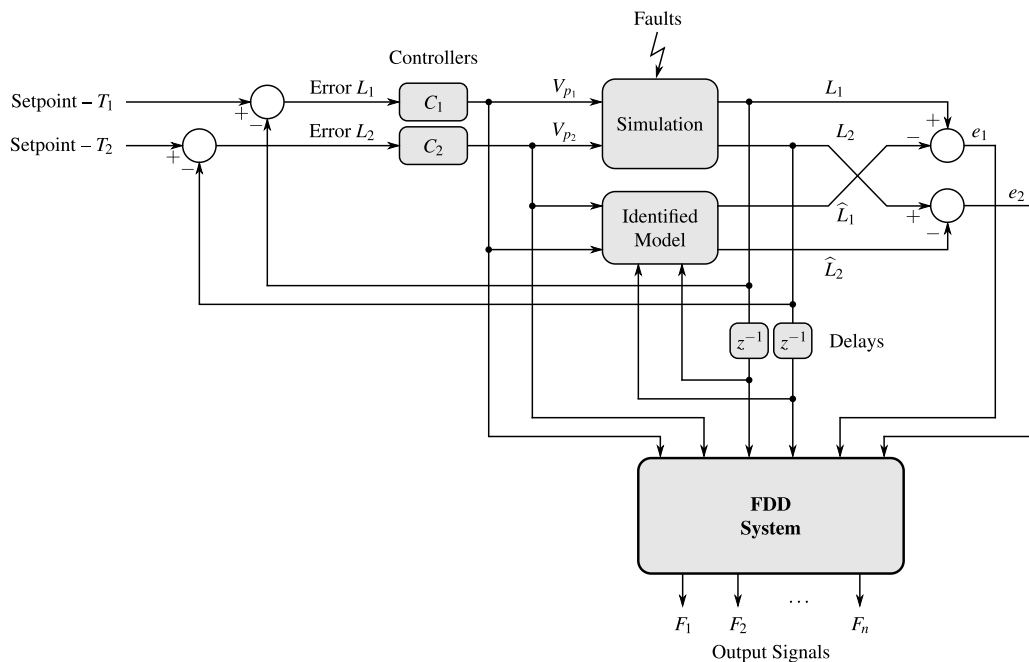 Faults
Controllers
Setpoint – T₁
+
−
Error L₁
C₁
Vₚ₁
Simulation
L₁
+
−
e₁
Setpoint – T₂
+
−
Error L₂
C₂
Vₚ₂
L₂
Identified
Model
L̂₁
+
−
e₂
L̂₂
z⁻¹
z⁻¹
Delays
FDD
System
F₁
F₂
...
Fₙ
Output Signals